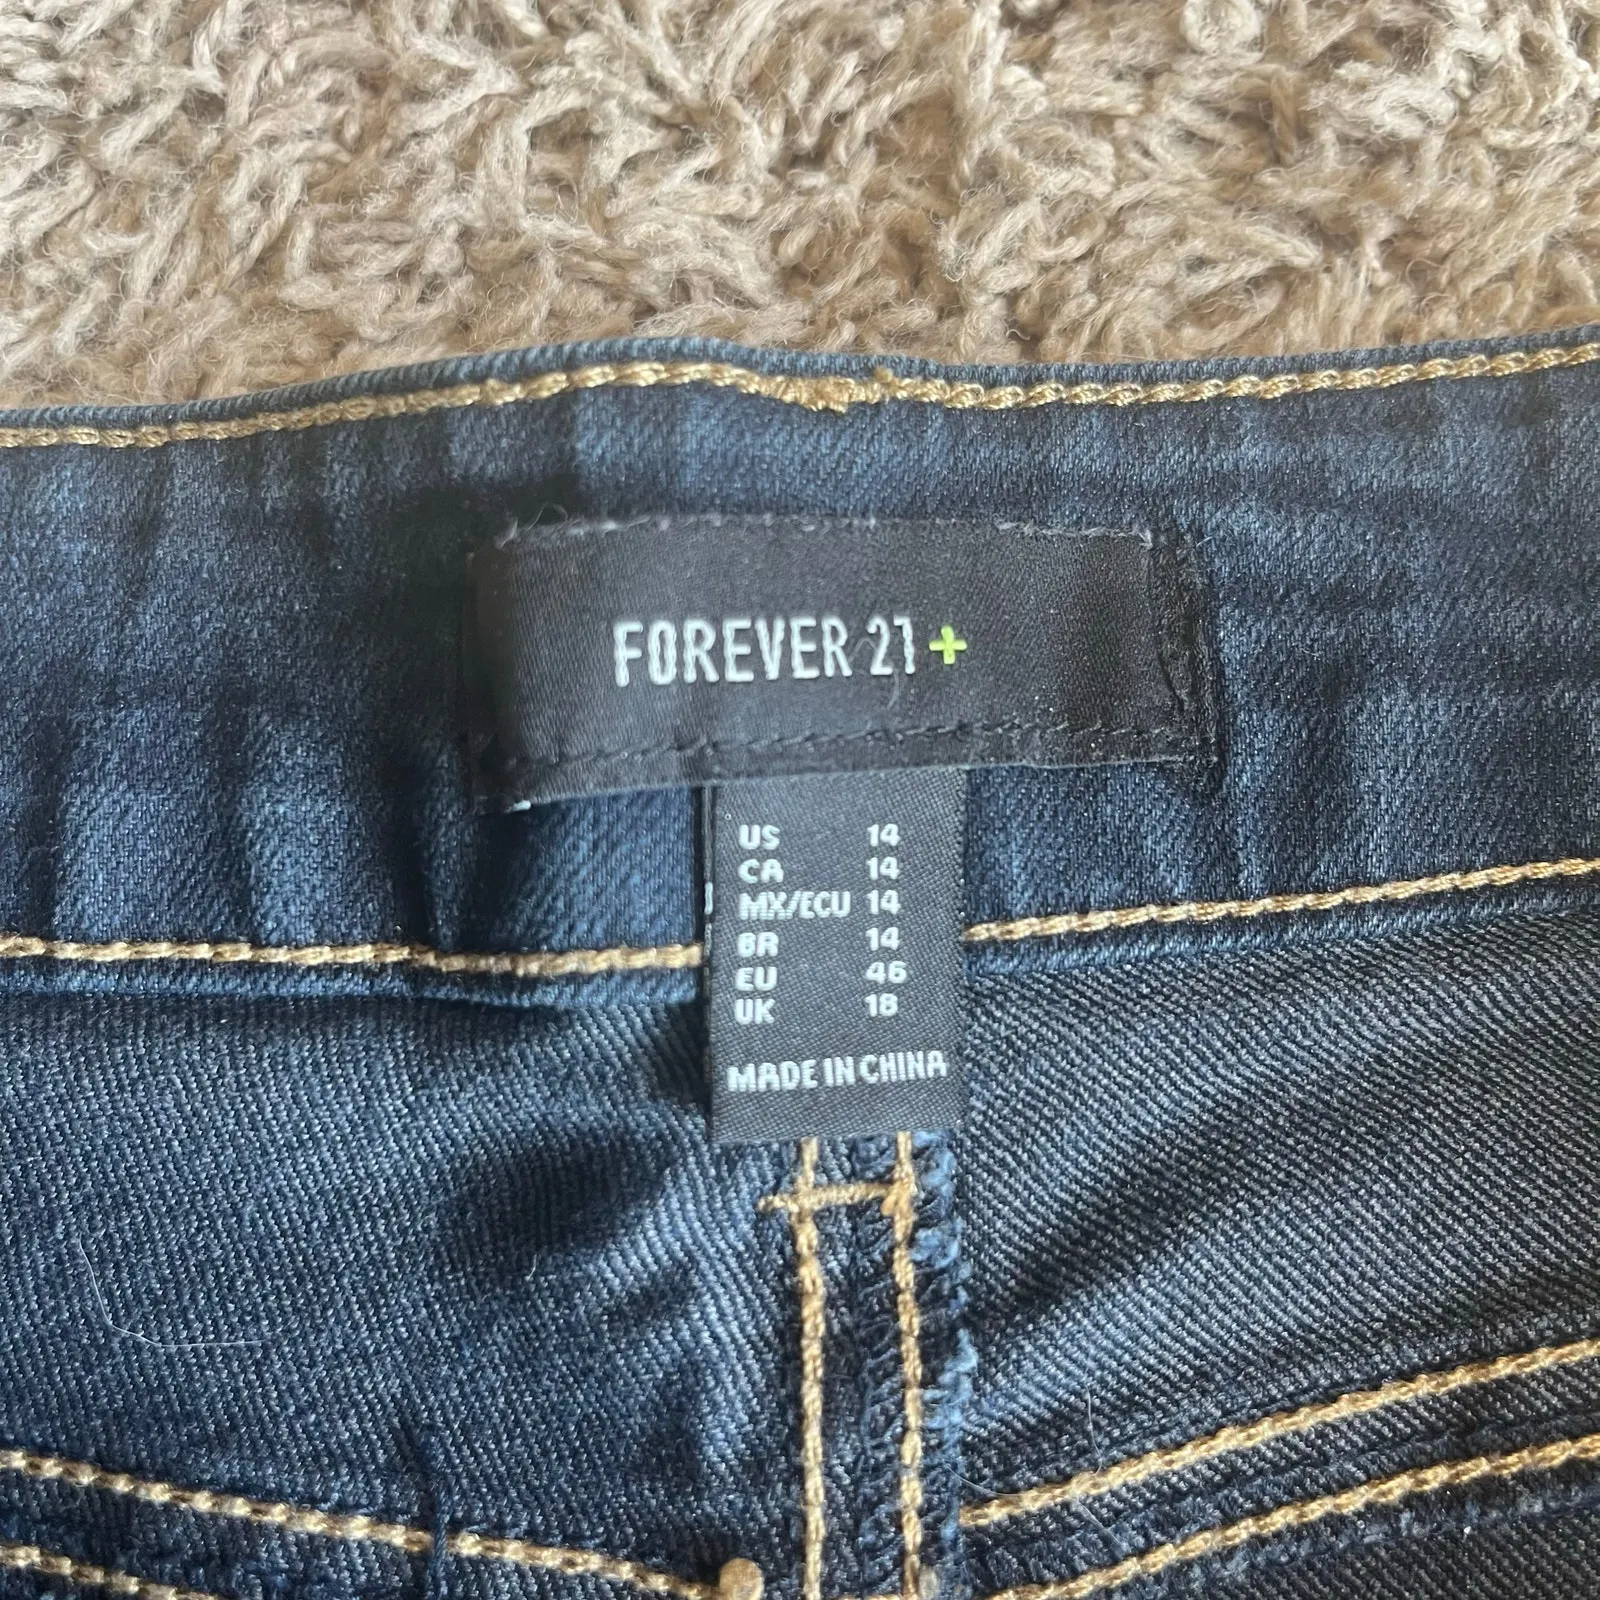 FOREVER 21+
US 14
CA 14
MX/ECU 14
BR 14
EU 46
UK 18
MADE IN CHINA